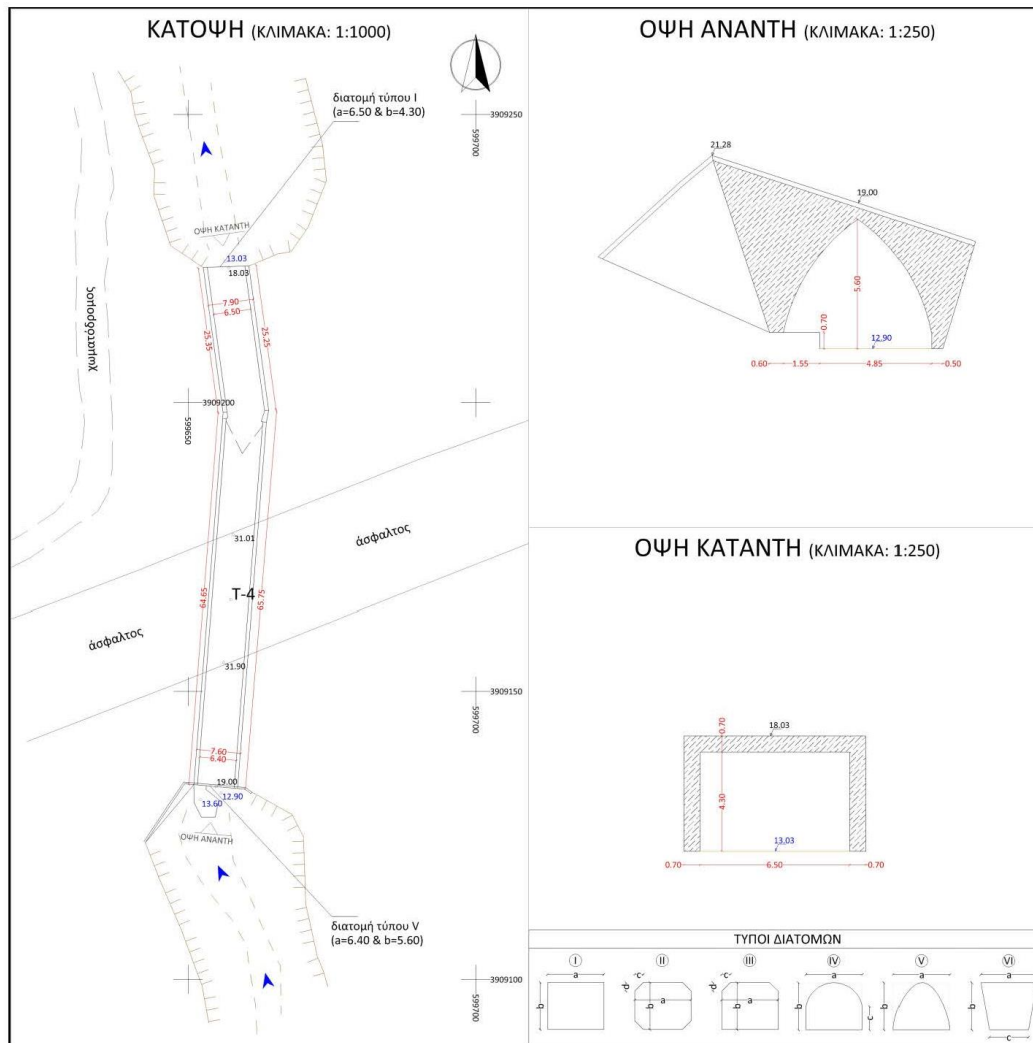 ΚΑΤΟΨΗ (ΚΛΙΜΑΚΑ: 1:1000)
διατομή τύπου I
(a=6.50 & b=4.30)
3909250
599700
ΟΨΗ ΚΑΤΑΝΤΗ
13.03
18.03
7.90
6.50
25.35
25.25
χωματόδρομος
3909200
599650
άσφαλτος
31.01
T-4
64.65
65.75
άσφαλτος
31.90
3909150
599700
7.60
6.40
19.00
12.90
13.60
ΟΨΗ ΑΝΑΝΤΗ
διατομή τύπου V
(a=6.40 & b=5.60)
3909100
599700
ΟΨΗ ΑΝΑΝΤΗ (ΚΛΙΜΑΚΑ: 1:250)
21,28
19,00
5.60
0.70
12,90
0.60 1.55 4.85 0.50
ΟΨΗ ΚΑΤΑΝΤΗ (ΚΛΙΜΑΚΑ: 1:250)
18,03
0.70
4.30
13,03
0.70 6.50 0.70
ΤΥΠΟΙ ΔΙΑΤΟΜΩΝ
I II III IV V VI
a c c a a a
b d b a d b a b c b b c